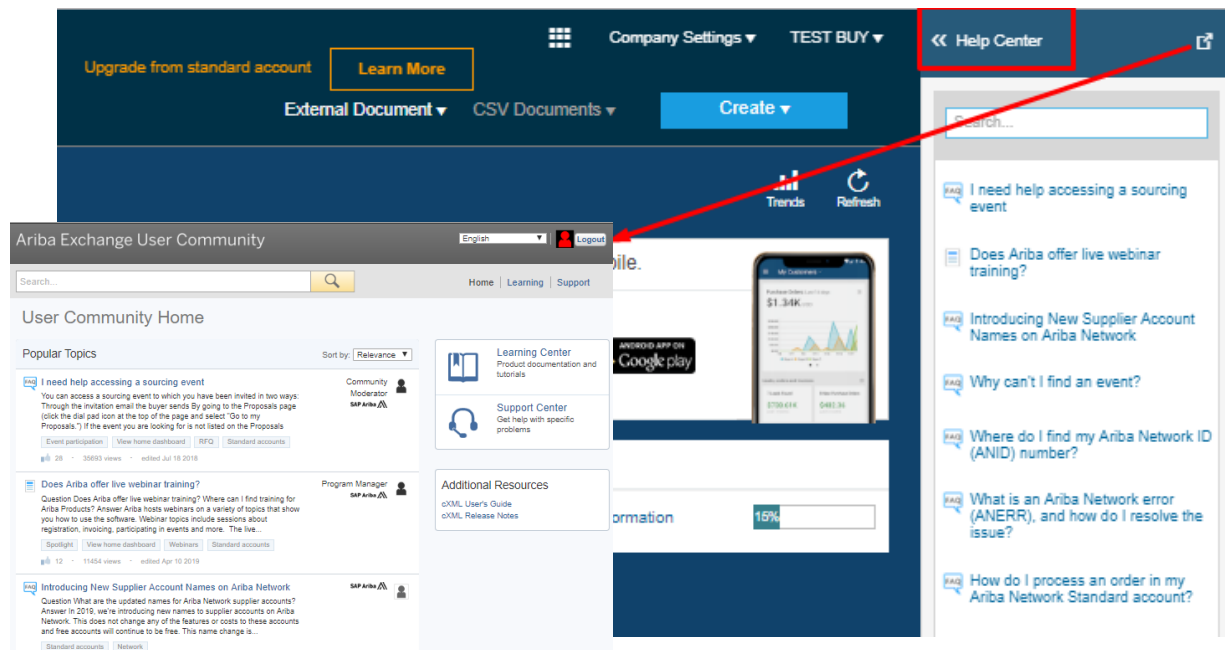 Company Settings ▾
TEST BUY ▾
« Help Center
Upgrade from standard account
Learn More
External Document ▾
CSV Documents ▾
Create ▾
Search...
Trends
Refresh
FAQ I need help accessing a sourcing
event
Does Ariba offer live webinar
training?
FAQ Introducing New Supplier Account
Names on Ariba Network
FAQ Why can't I find an event?
FAQ Where do I find my Ariba Network ID
(ANID) number?
FAQ What is an Ariba Network error
(ANERR), and how do I resolve the
issue?
FAQ How do I process an order in my
Ariba Network Standard account?
bile.
My Customers
Purchase Orders
$1.34K
ANDROID APP ON
Google play
ormation
15%
Ariba Exchange User Community
English
Logout
Search...
Home | Learning | Support
User Community Home
Popular Topics
Sort by: Relevance ▼
FAQ I need help accessing a sourcing event
Community
Moderator
SAP Ariba
You can access a sourcing event to which you have been invited in two ways:
Through the invitation email the buyer sends By going to the Proposals page
(click the dial pad icon at the top of the page and select "Go to my
Proposals.") If the event you are looking for is not listed on the Proposals
Event participation View home dashboard RFQ Standard accounts
26 · 35693 views · edited Jul 18 2018
Does Ariba offer live webinar training?
Program Manager
SAP Ariba
Question Does Ariba offer live webinar training? Where can I find training for
Ariba Products? Answer Ariba hosts webinars on a variety of topics that show
you how to use the software. Webinar topics include sessions about
registration, invoicing, participating in events and more. The live...
Spotlight View home dashboard Webinars Standard accounts
12 · 11454 views · edited Apr 10 2019
FAQ Introducing New Supplier Account Names on Ariba Network
SAP Ariba
Question What are the updated names for Ariba Network supplier accounts?
Answer In 2019, we're introducing new names to supplier accounts on Ariba
Network. This does not change any of the features or costs to these accounts
and free accounts will continue to be free. This name change is...
Standard accounts Network
Learning Center
Product documentation and
tutorials
Support Center
Get help with specific
problems
Additional Resources
cXML User's Guide
cXML Release Notes